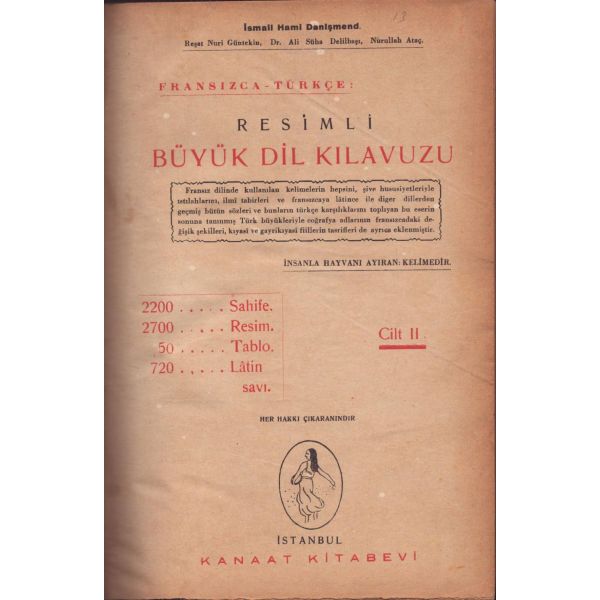 13
İsmail Hami Danişmend.
Reşat Nuri Güntekin, Dr. Ali Süha Delilbaşı, Nurullah Ataç.
FRANSIZCA-TÜRKÇE:
RESİMLİ
BÜYÜK DİL KILAVUZU
Fransız dilinde kullanılan kelimelerin hepsini, şive hususiyetleriyle
ıstılahlarını, ilmî tabirleri ve fransızcaya lâtince ile diger dillerden
geçmiş bütün sözleri ve bunların türkçe karşılıklarını toplayan bu eserin
sonuna tanınmış Türk büyükleriyle coğrafya adlarının fransızcadaki de-
ğişik şekilleri, kıyasî ve gayrikıyasî fiillerin tasrifleri de ayrıca eklenmiştir.
İNSANLA HAYVANI AYIRAN: KELİMEDİR.
2200 ..... Sahife.
2700 ..... Resim.
50 ..... Tablo.
720 ..... Lâtin
savı.
Cilt II.
HER HAKKI ÇIKARANINDIR
İSTANBUL
KANAAT KİTABEVİ